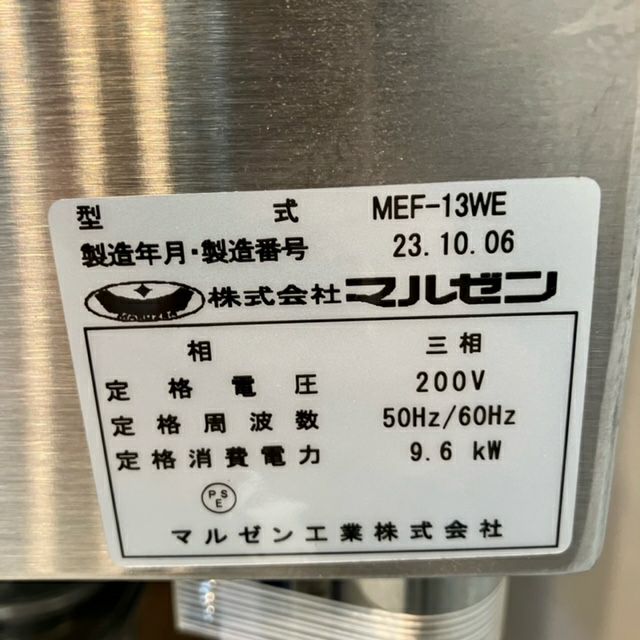 型 式 MEF-13WE
製造年月・製造番号 23.10.06
MARUZEN 株式会社マルゼン
相 三相
定格電圧 200V
定格周波数 50Hz/60Hz
定格消費電力 9.6 kW
PSE
マルゼン工業株式会社